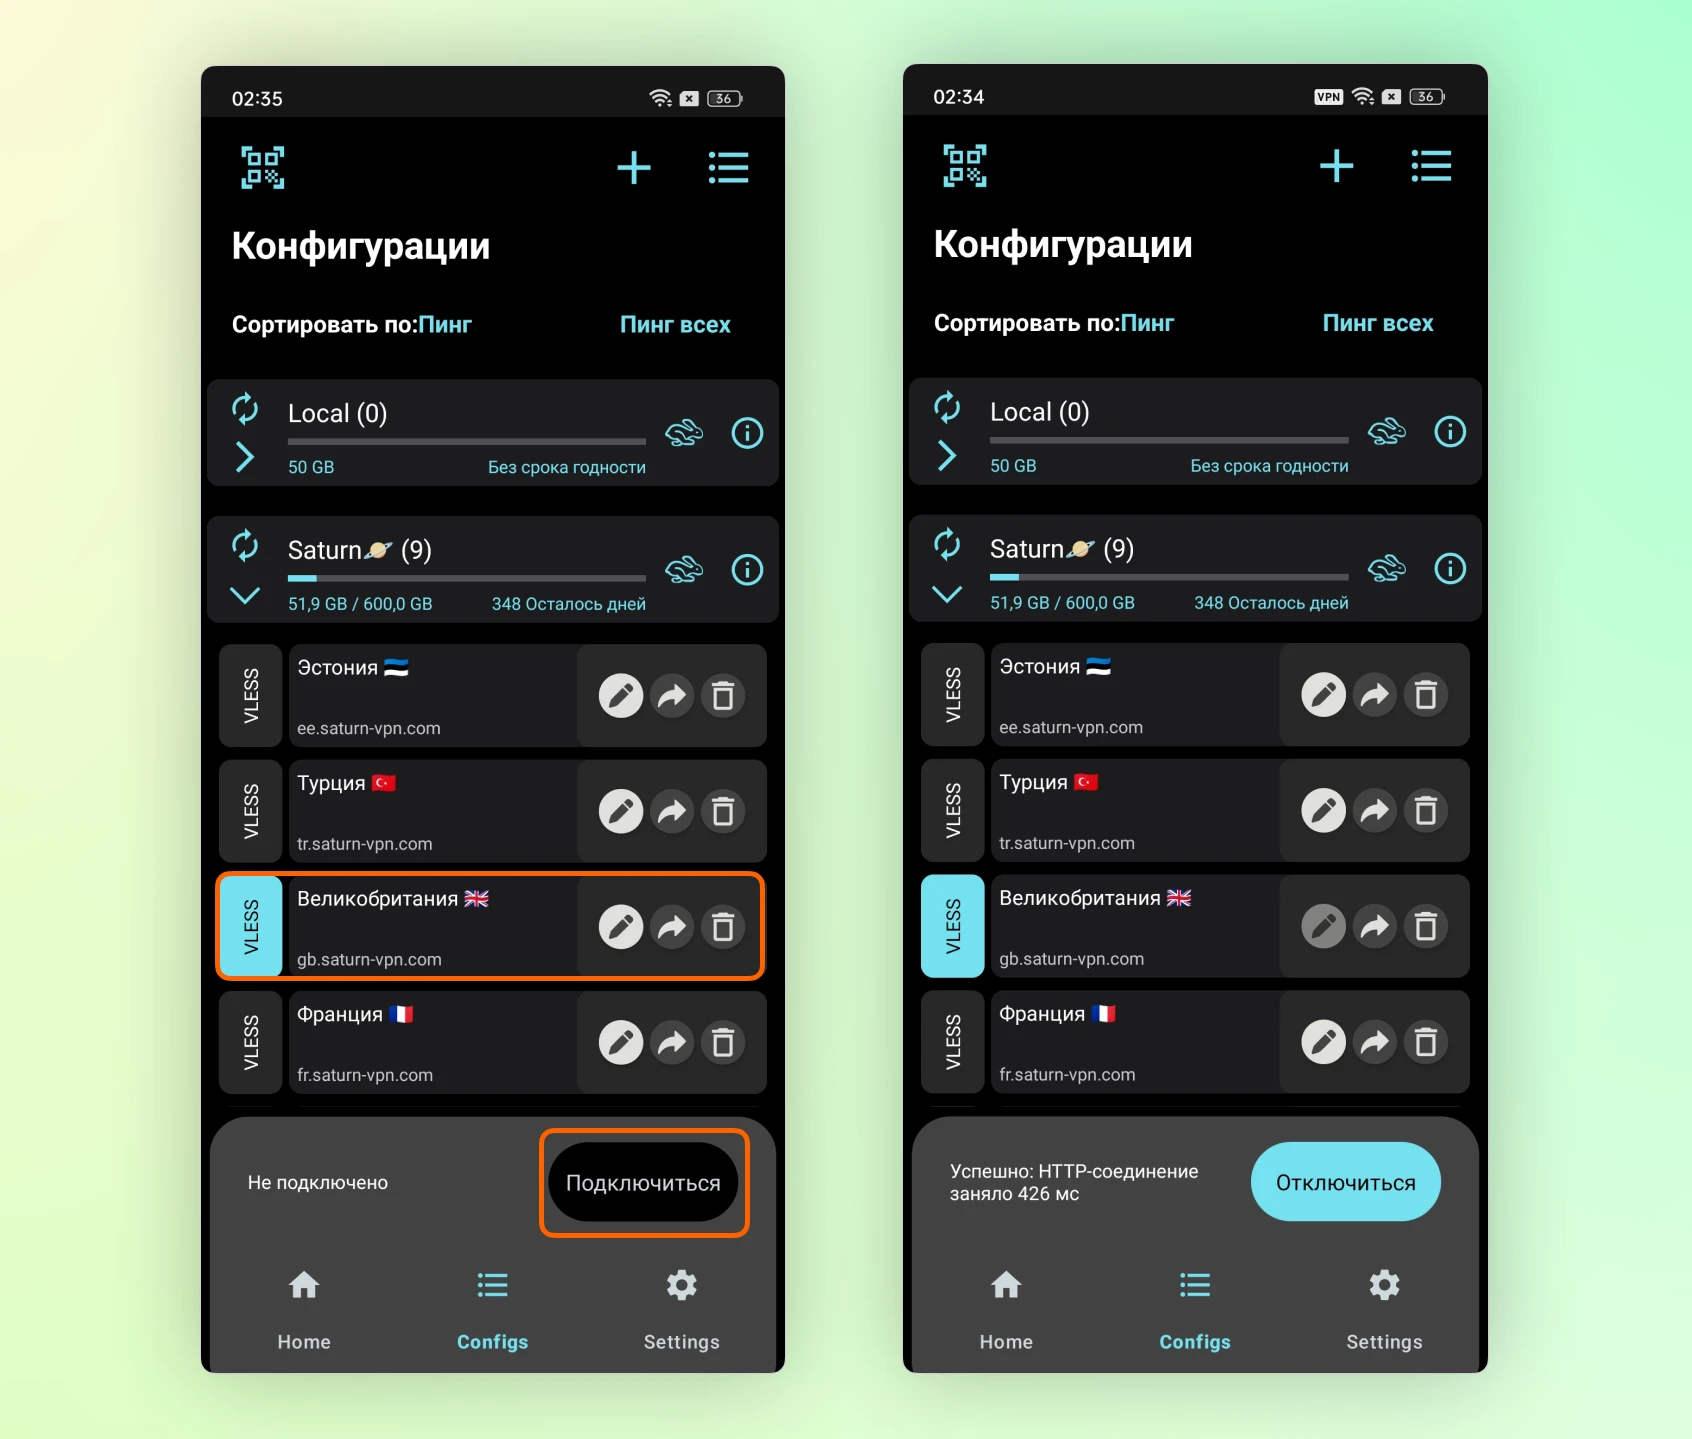 02:35
36
Конфигурации
Сортировать по:Пинг
Пинг всех
Local (0)
50 GB
Без срока годности
Saturn🪐 (9)
51,9 GB / 600,0 GB
348 Осталось дней
VLESS
Эстония 🇪🇪
ee.saturn-vpn.com
VLESS
Турция 🇹🇷
tr.saturn-vpn.com
VLESS
Великобритания 🇬🇧
gb.saturn-vpn.com
VLESS
Франция 🇫🇷
fr.saturn-vpn.com
Не подключено
Подключиться
Home
Configs
Settings
02:34
VPN
36
Конфигурации
Сортировать по:Пинг
Пинг всех
Local (0)
50 GB
Без срока годности
Saturn🪐 (9)
51,9 GB / 600,0 GB
348 Осталось дней
VLESS
Эстония 🇪🇪
ee.saturn-vpn.com
VLESS
Турция 🇹🇷
tr.saturn-vpn.com
VLESS
Великобритания 🇬🇧
gb.saturn-vpn.com
VLESS
Франция 🇫🇷
fr.saturn-vpn.com
Успешно: HTTP-соединение
заняло 426 мс
Отключиться
Home
Configs
Settings